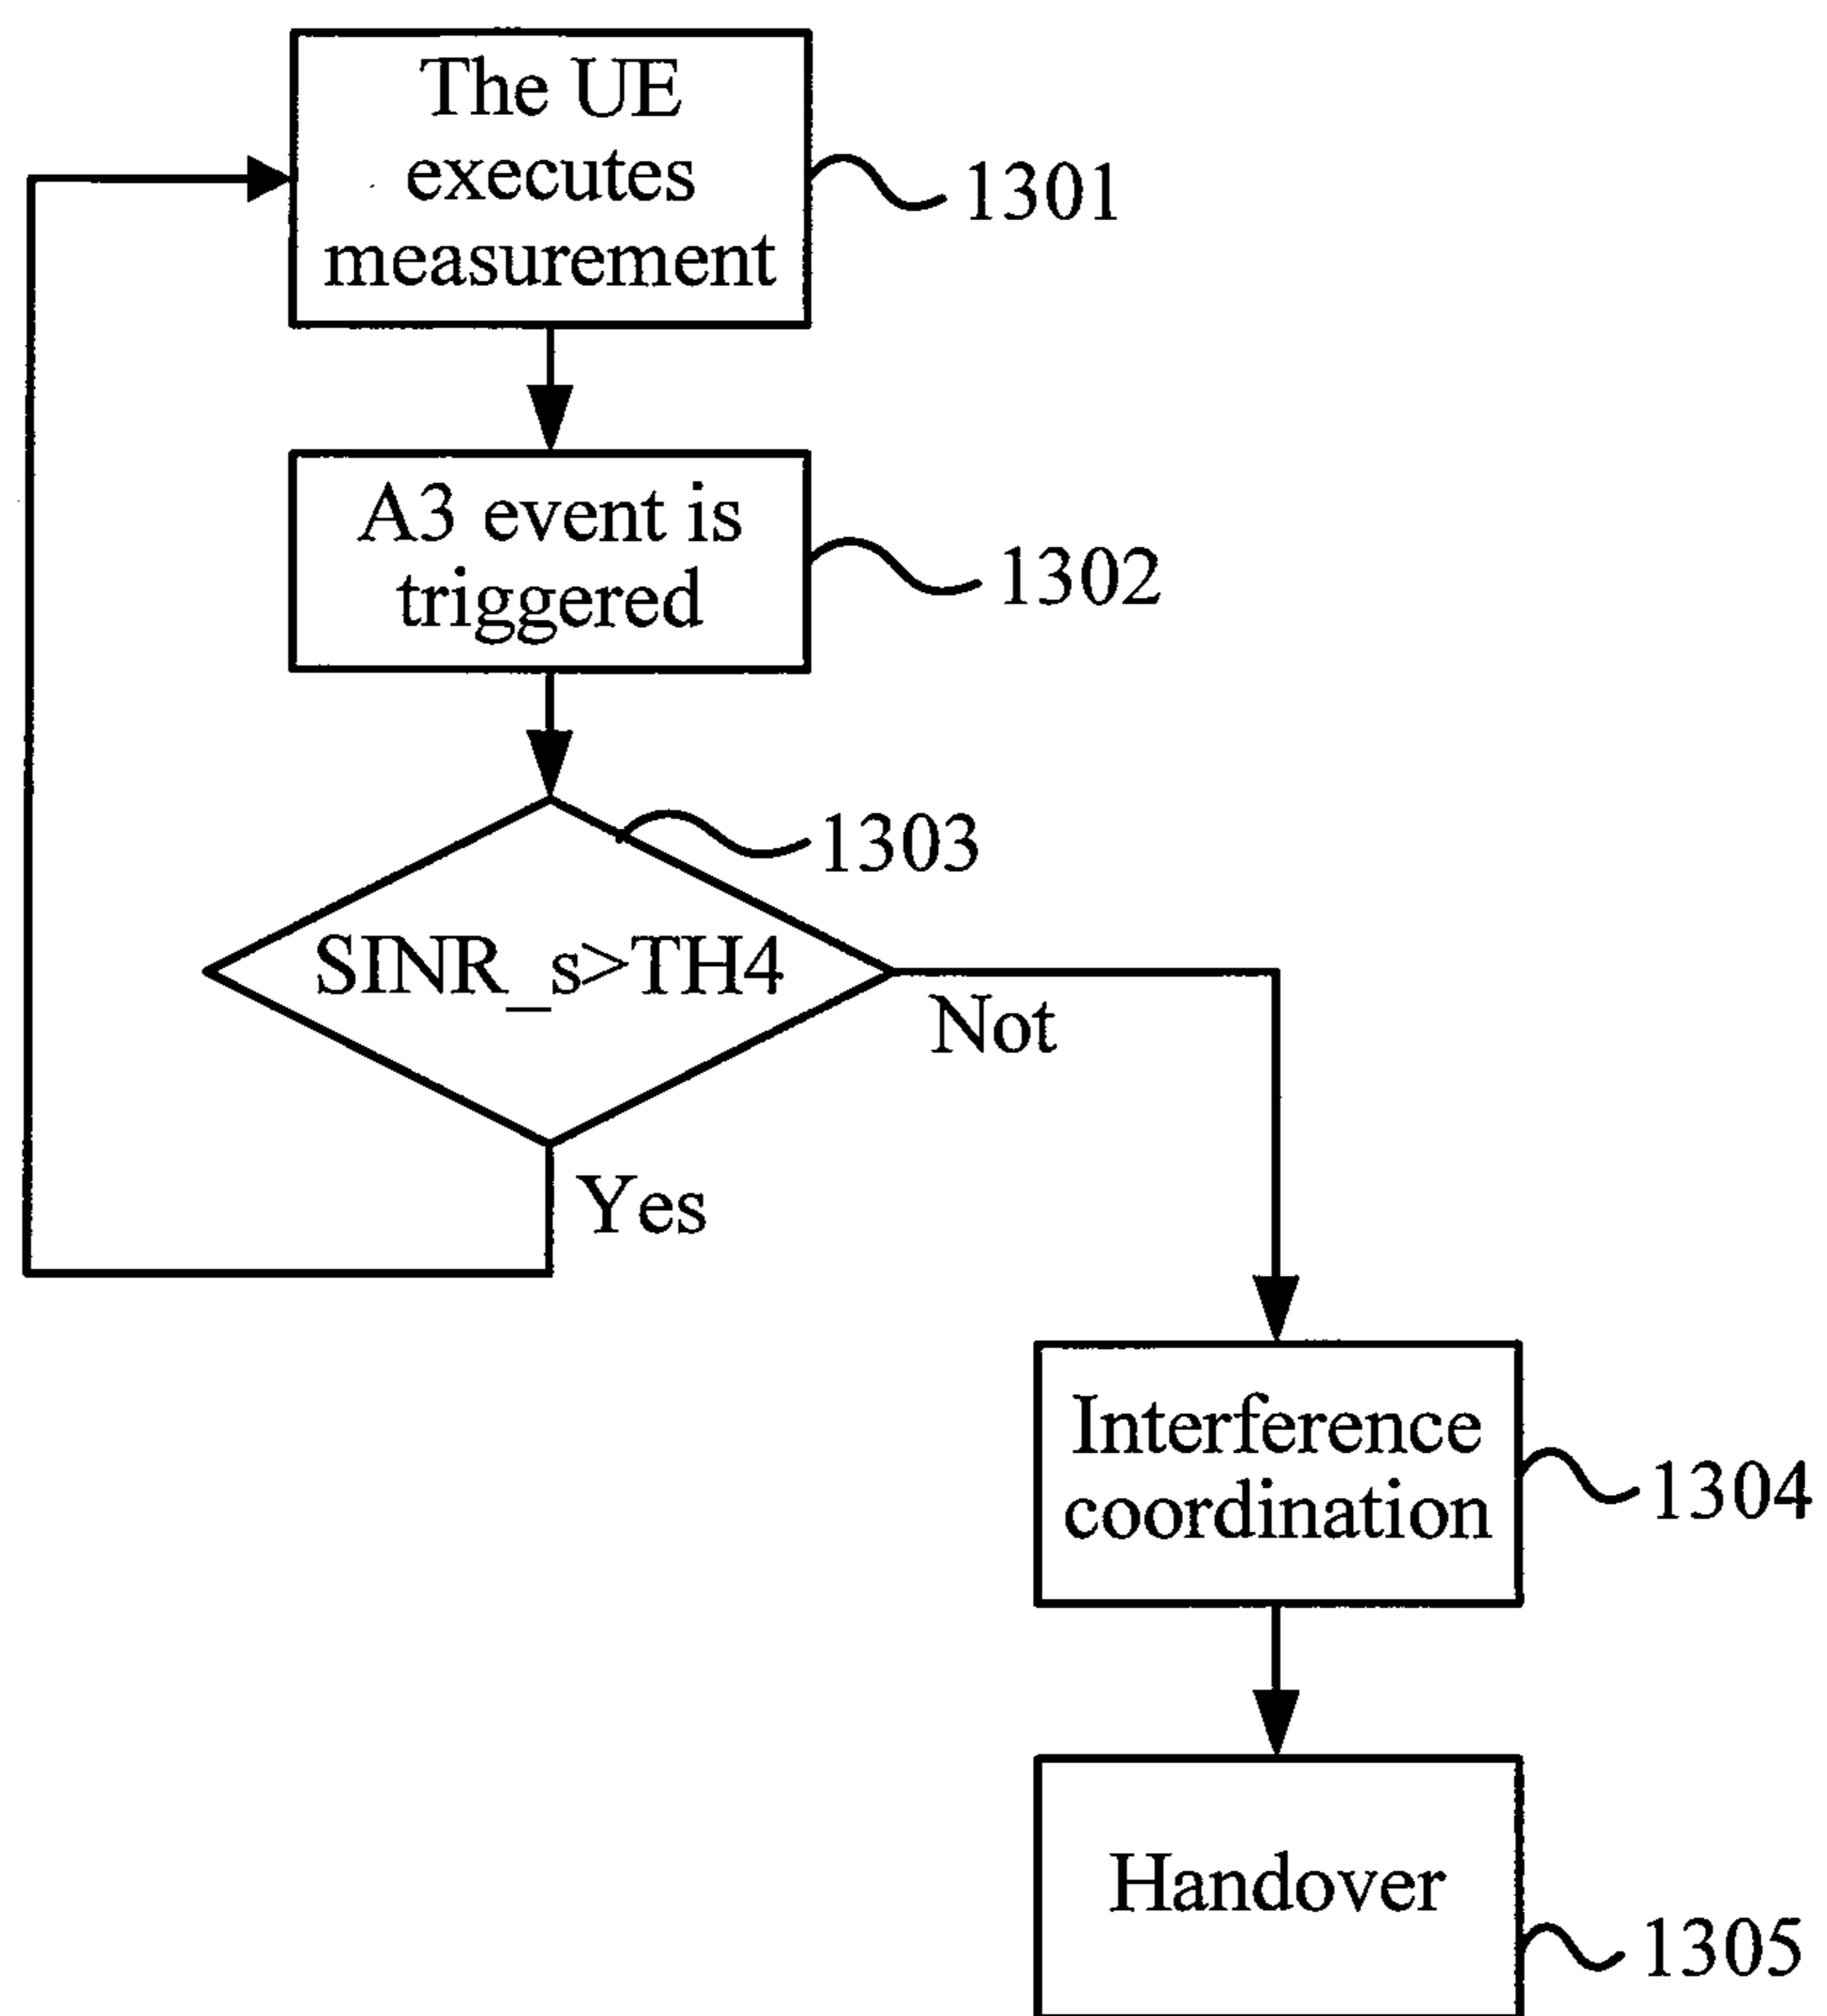 The UE
executes
measurement
1301
A3 event is
triggered
1302
1303
SINR_s>TH4
Not
Yes
Interference
coordination
1304
Handover
1305